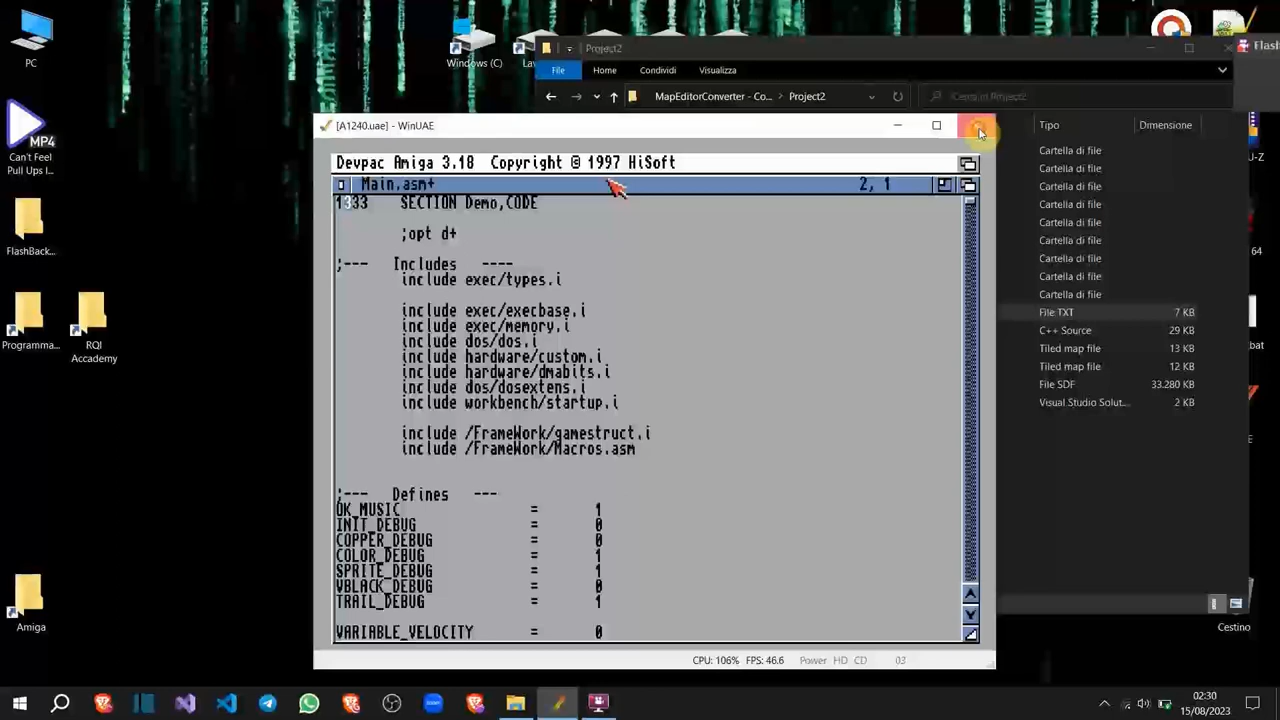 PC
Windows (C)
MP4
Can't Feel
Pull Ups I...
FlashBack...
Programma...
RQI
Accademy
Amiga
Project2
File
Home
Condividi
Visualizza
MapEditorConverter - Co... > Project2
Cerca in Project2
Flash
[A1240.uae] - WinUAE
Tipo
Dimensione
Cartella di file
Cartella di file
Cartella di file
Cartella di file
Cartella di file
Cartella di file
Cartella di file
Cartella di file
Cartella di file
File TXT 7 KB
C++ Source 29 KB
Tiled map file 13 KB
Tiled map file 12 KB
File SDF 33.280 KB
Visual Studio Solut... 2 KB
Devpac Amiga 3.18 Copyright © 1997 HiSoft
Main.asm+ 2, 1
1333 SECTION Demo,CODE
;opt d+
;--- Includes ----
include exec/types.i
include exec/execbase.i
include exec/memory.i
include dos/dos.i
include hardware/custom.i
include hardware/dmabits.i
include dos/dosextens.i
include workbench/startup.i
include /FrameWork/gamestruct.i
include /FrameWork/Macros.asm
;--- Defines ---
OK_MUSIC = 1
INIT_DEBUG = 0
COPPER_DEBUG = 0
COLOR_DEBUG = 1
SPRITE_DEBUG = 1
VBLACK_DEBUG = 0
TRAIL_DEBUG = 1
VARIABLE_VELOCITY = 0
CPU: 106% FPS: 46.6 Power HD CD 03
U-Z
64
Cestino
02:30
15/08/2023